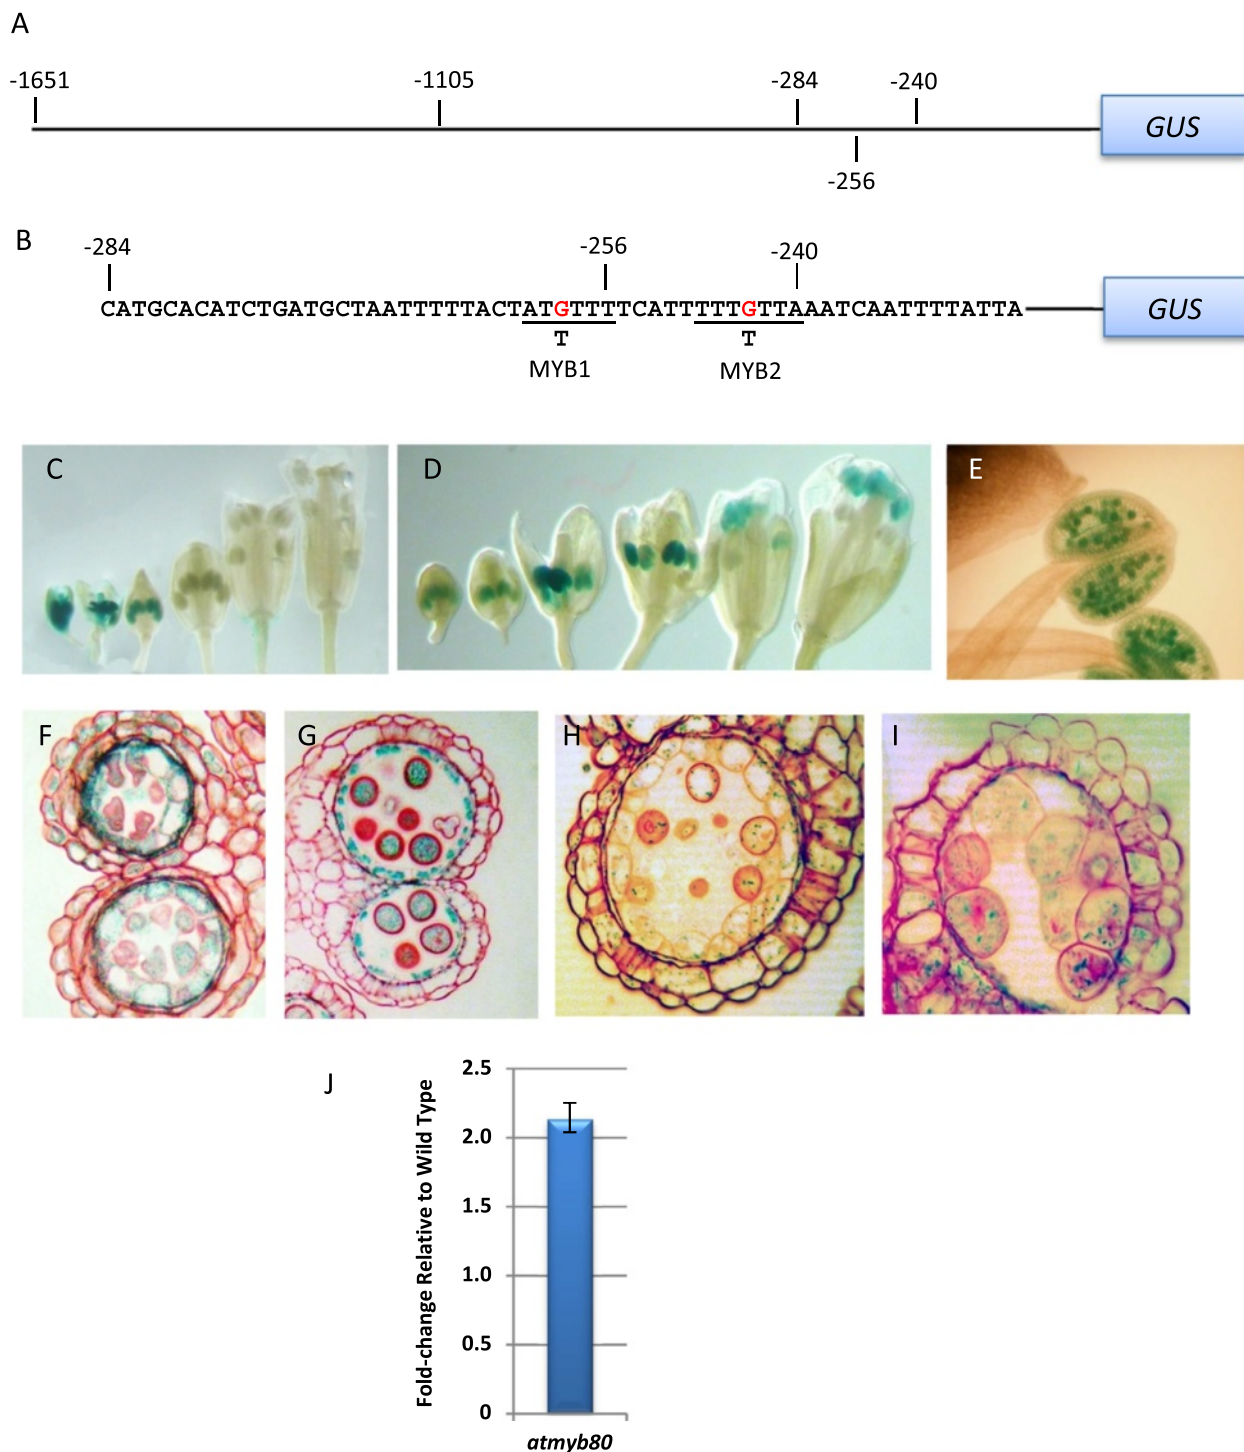 A
-1651
-1105
-284
-240
GUS
-256
B
-284
-256
-240
CATGCACATCTGATGCTAATTTTTACTATGTTTTCATTTTTGTTAAATCAATTTTATTA
GUS
T
T
MYB1
MYB2
C
D
E
F
G
H
I
J
Fold-change Relative to Wild Type
2.5
2.0
1.5
1.0
0.5
0
atmyb80